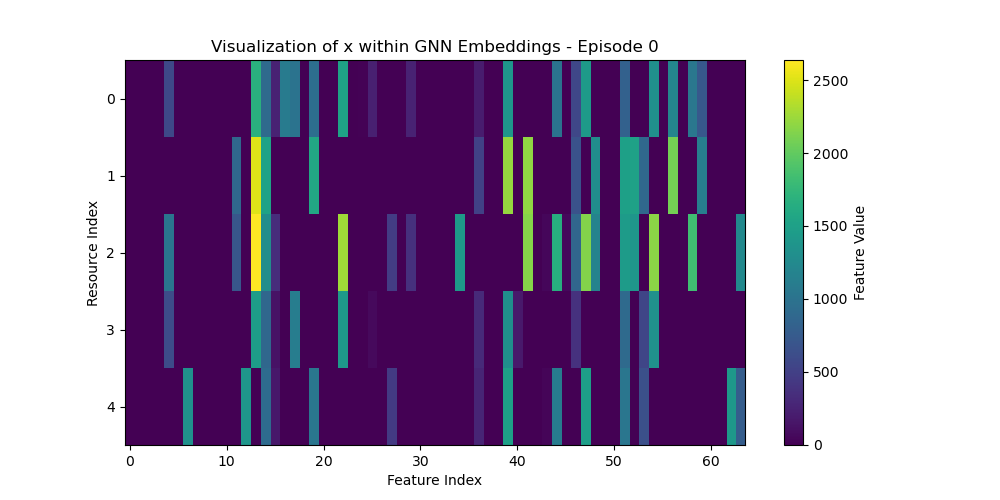 Visualization of x within GNN Embeddings - Episode 0
Resource Index
0
1
2
3
4
0 10 20 30 40 50 60
Feature Index
2500
2000
1500
1000
500
0
Feature Value